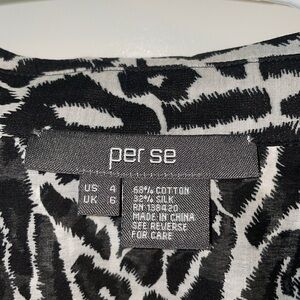 per se
US 4
UK 6
68% COTTON
32% SILK
RN 138420
MADE IN CHINA
SEE REVERSE
FOR CARE